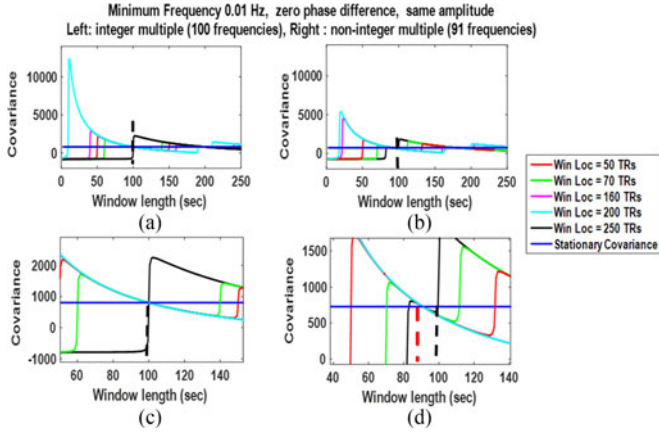 Minimum Frequency 0.01 Hz, zero phase difference, same amplitude
Left: integer multiple (100 frequencies), Right : non-integer multiple (91 frequencies)
Covariance
10000
5000
0
0 50 100 150 200 250
Window length (sec)
(a)
Covariance
10000
5000
0
0 50 100 150 200 250
Window length (sec)
(b)
Win Loc = 50 TRs
Win Loc = 70 TRs
Win Loc = 160 TRs
Win Loc = 200 TRs
Win Loc = 250 TRs
Stationary Covariance
Covariance
2000
1000
0
-1000
60 80 100 120 140
Window length (sec)
(c)
Covariance
1500
1000
500
0
40 60 80 100 120 140
Window length (sec)
(d)